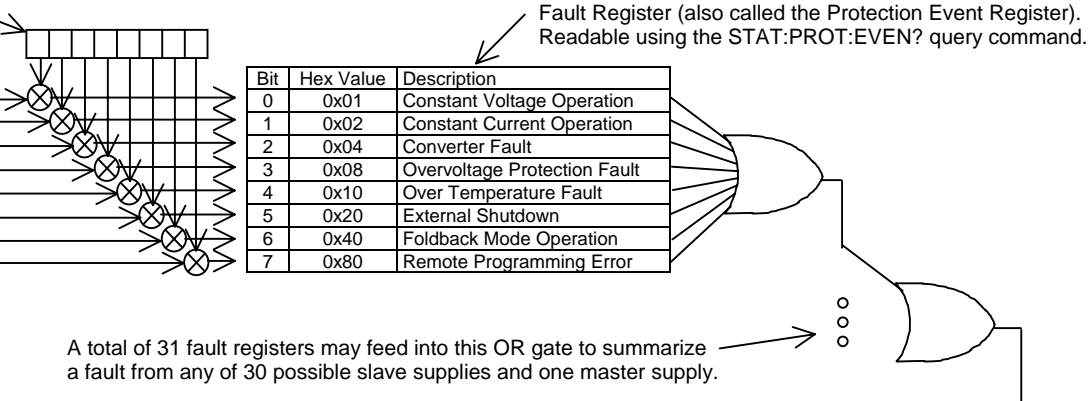 Fault Register (also called the Protection Event Register).
Readable using the STAT:PROT:EVEN? query command.
Bit Hex Value Description
0 0x01 Constant Voltage Operation
1 0x02 Constant Current Operation
2 0x04 Converter Fault
3 0x08 Overvoltage Protection Fault
4 0x10 Over Temperature Fault
5 0x20 External Shutdown
6 0x40 Foldback Mode Operation
7 0x80 Remote Programming Error
A total of 31 fault registers may feed into this OR gate to summarize
a fault from any of 30 possible slave supplies and one master supply.